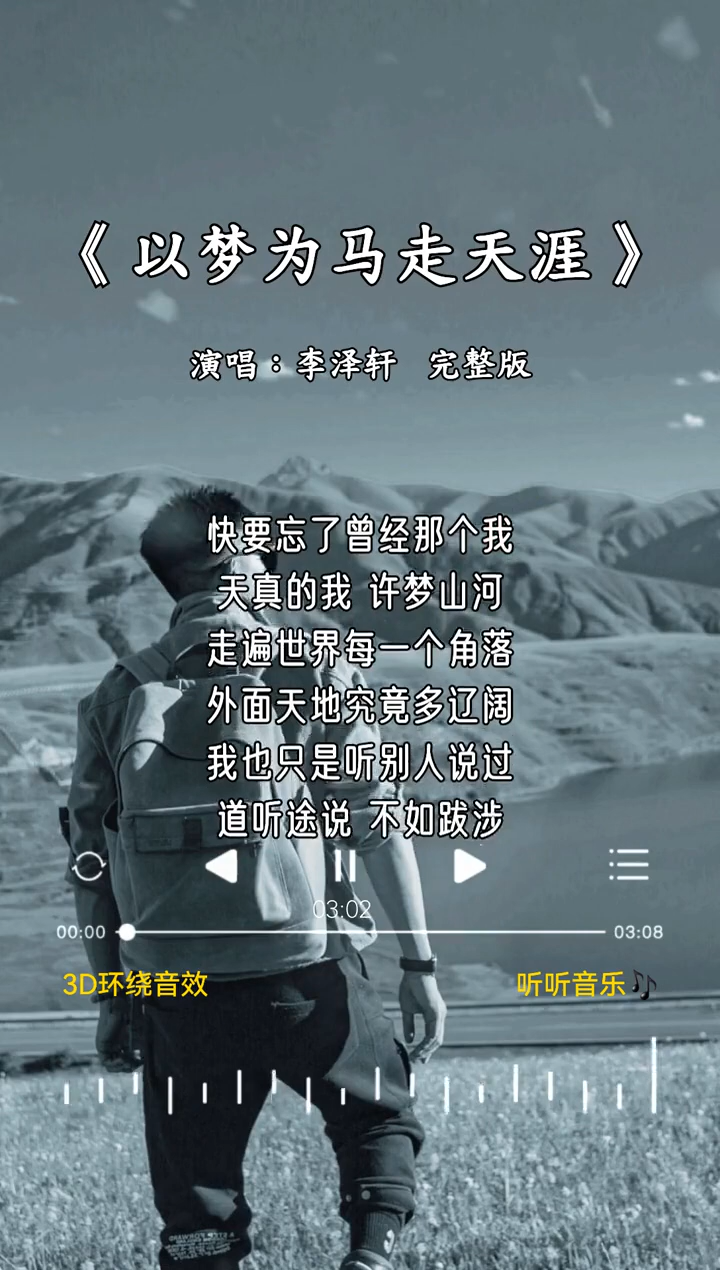 《以梦为马走天涯》
演唱：李泽轩 完整版
快要忘了曾经那个我
天真的我 许梦山河
走遍世界每一个角落
外面天地究竟多辽阔
我也只是听别人说过
道听途说 不如跋涉
03:02
00:00 03:08
3D环绕音效 听听音乐🎶